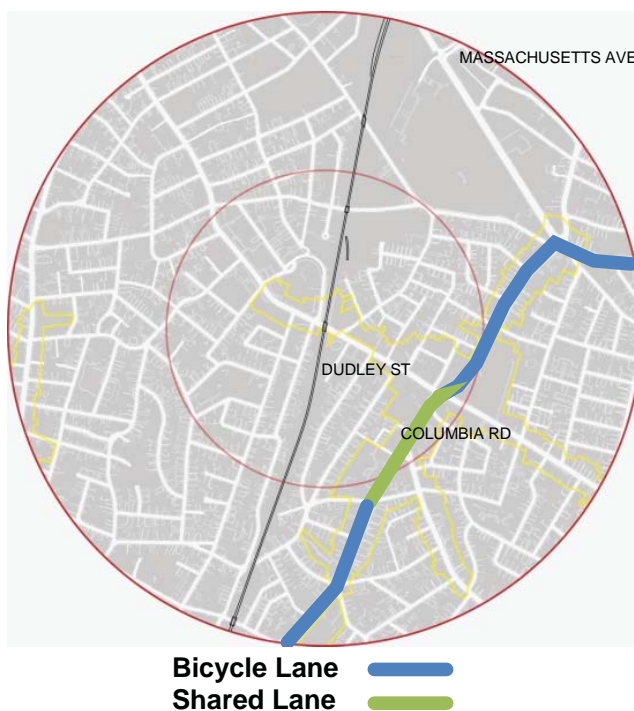 MASSACHUSETTS AVE
DUDLEY ST
COLUMBIA RD
Bicycle Lane
Shared Lane